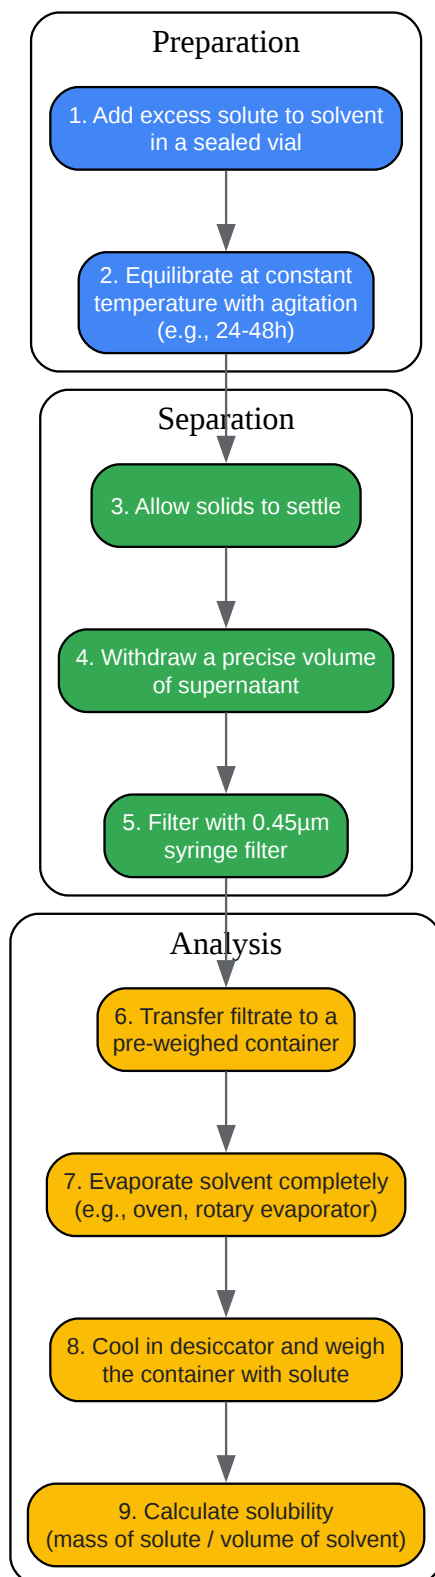 Preparation
1. Add excess solute to solvent
in a sealed vial
2. Equilibrate at constant
temperature with agitation
(e.g., 24-48h)
Separation
3. Allow solids to settle
4. Withdraw a precise volume
of supernatant
5. Filter with 0.45µm
syringe filter
Analysis
6. Transfer filtrate to a
pre-weighed container
7. Evaporate solvent completely
(e.g., oven, rotary evaporator)
8. Cool in desiccator and weigh
the container with solute
9. Calculate solubility
(mass of solute / volume of solvent)